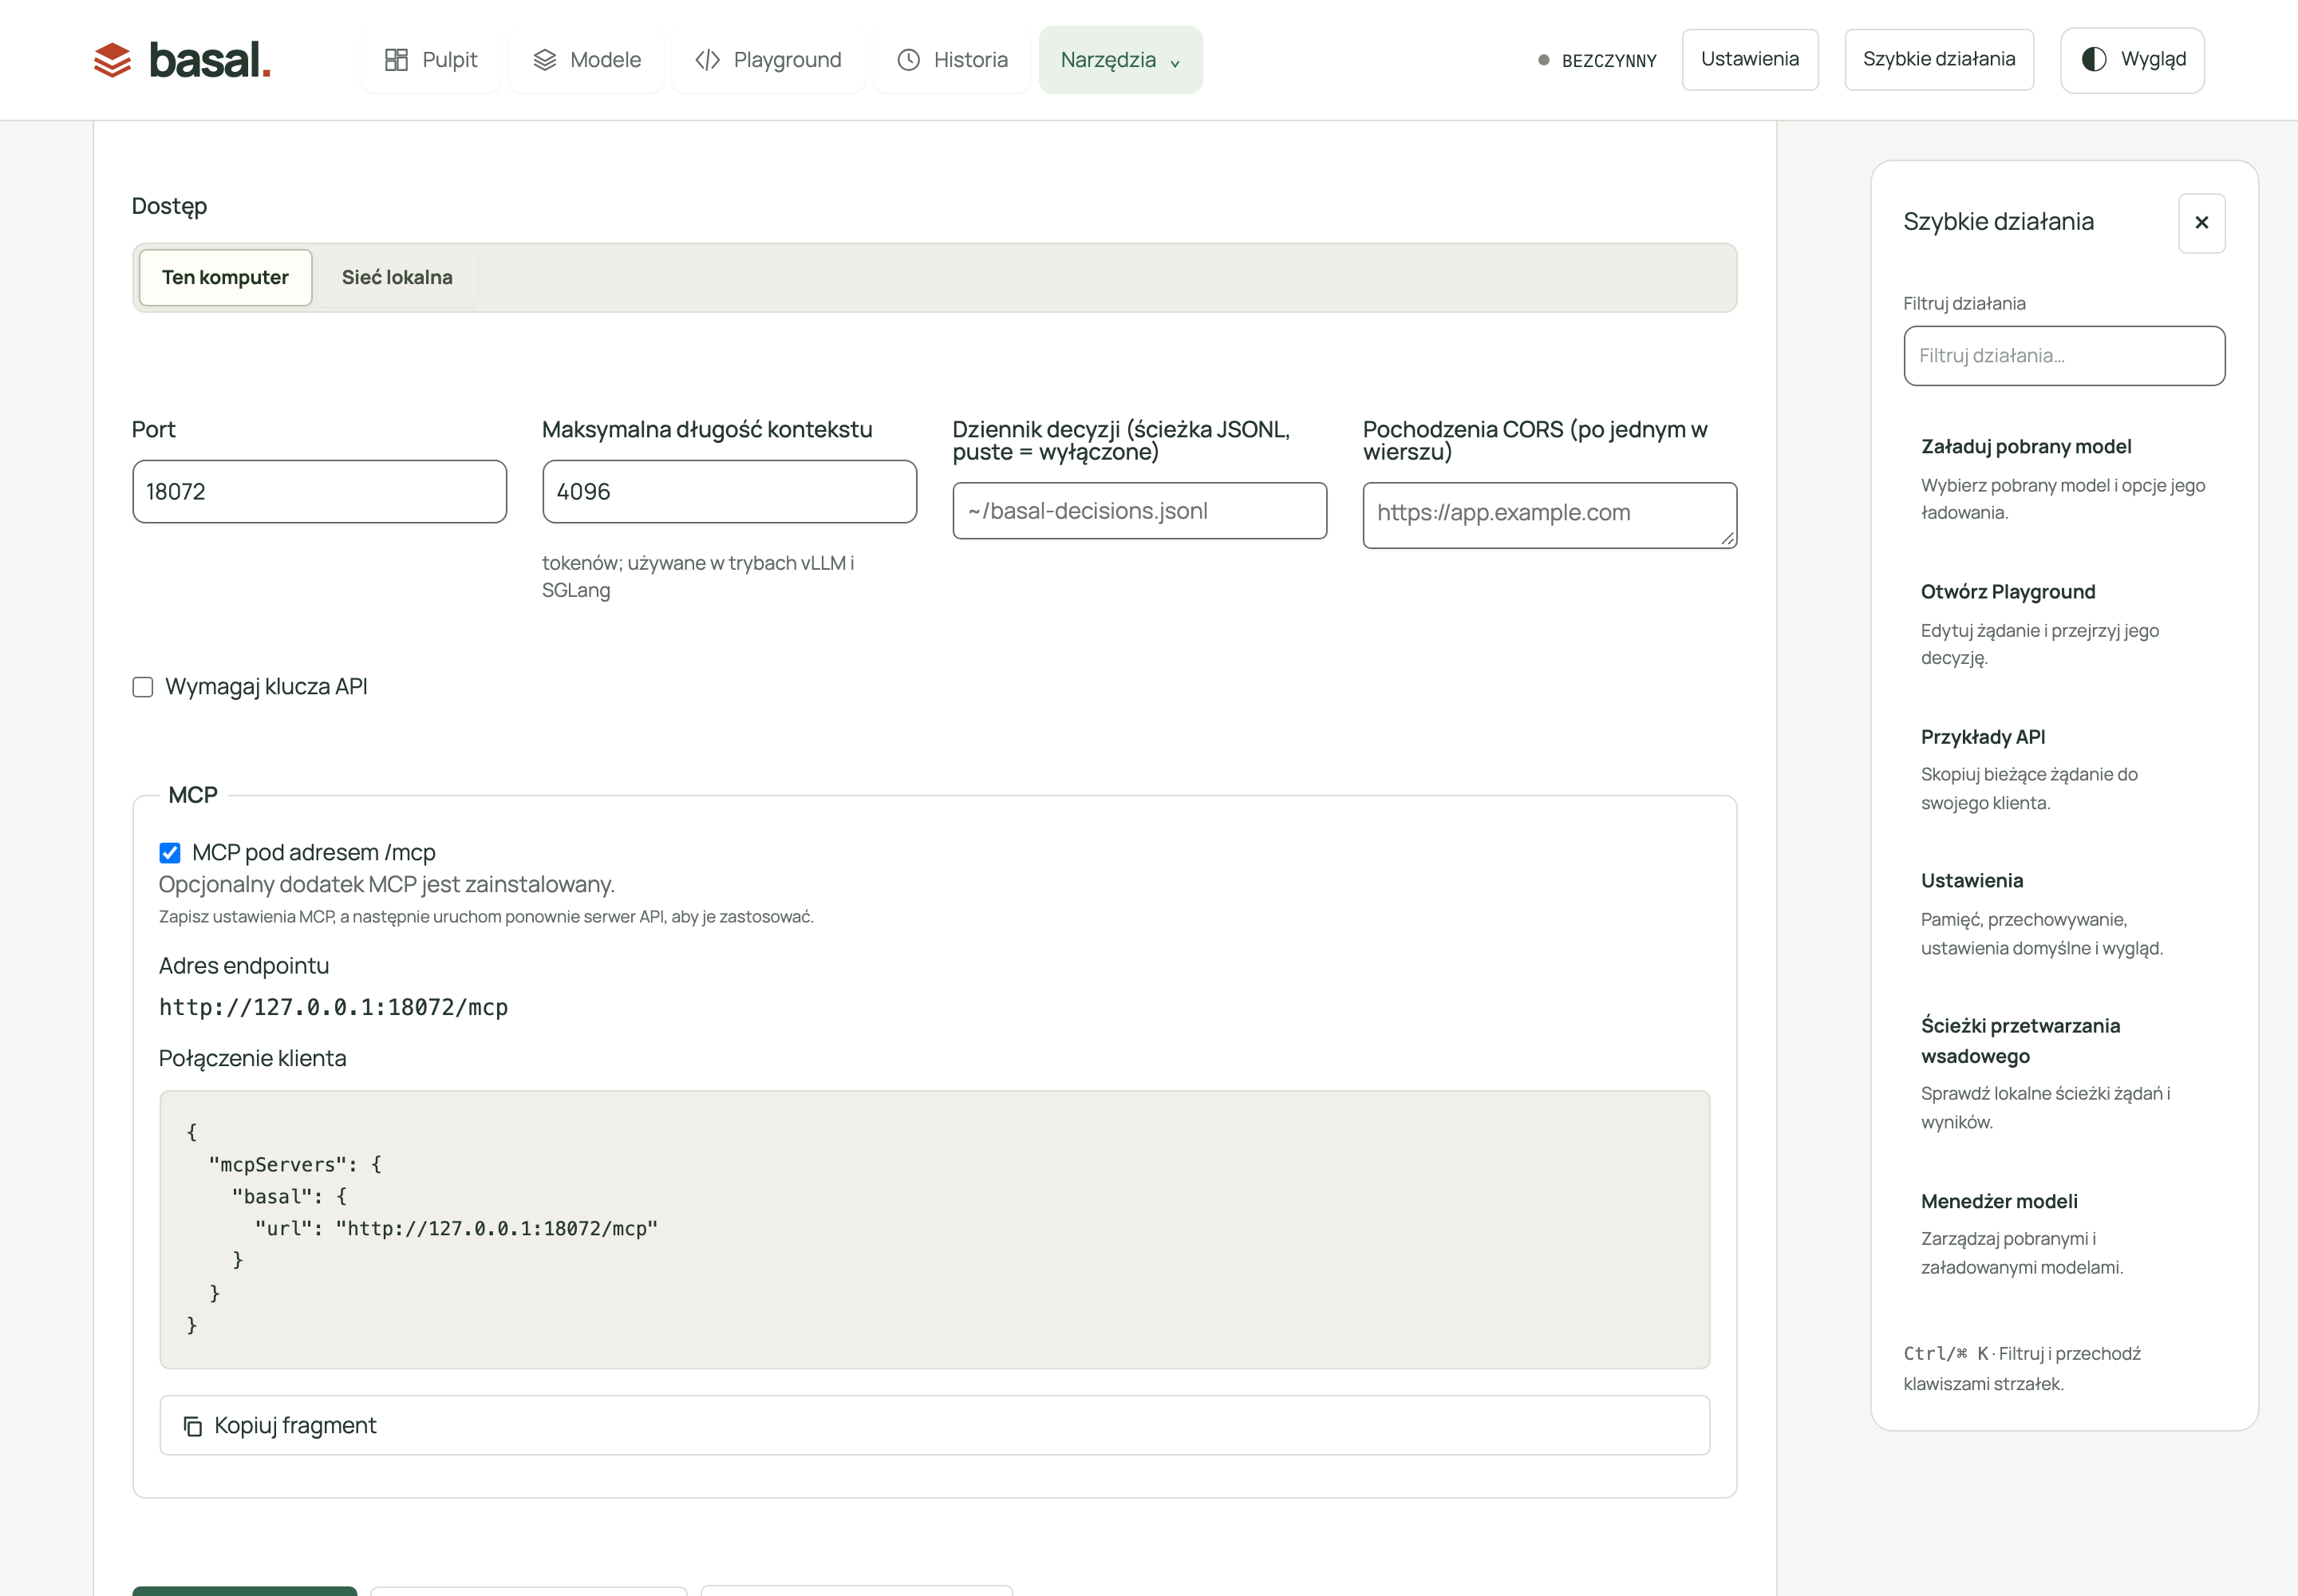 basal.
Pulpit
Modele
Playground
Historia
Narzędzia
BEZCZYNNY
Ustawienia
Szybkie działania
Wygląd
Dostęp
Ten komputer
Sieć lokalna
Port
18072
Maksymalna długość kontekstu
4096
tokenów; używane w trybach vLLM i
SGLang
Dziennik decyzji (ścieżka JSONL,
puste = wyłączone)
~/basal-decisions.jsonl
Pochodzenia CORS (po jednym w
wierszu)
https://app.example.com
Wymagaj klucza API
MCP
MCP pod adresem /mcp
Opcjonalny dodatek MCP jest zainstalowany.
Zapisz ustawienia MCP, a następnie uruchom ponownie serwer API, aby je zastosować.
Adres endpointu
http://127.0.0.1:18072/mcp
Połączenie klienta
{
  "mcpServers": {
    "basal": {
      "url": "http://127.0.0.1:18072/mcp"
    }
  }
}
Kopiuj fragment
Szybkie działania
×
Filtruj działania
Filtruj działania...
Załaduj pobrany model
Wybierz pobrany model i opcje jego
ładowania.
Otwórz Playground
Edytuj żądanie i przejrzyj jego
decyzję.
Przykłady API
Skopiuj bieżące żądanie do
swojego klienta.
Ustawienia
Pamięć, przechowywanie,
ustawienia domyślne i wygląd.
Ścieżki przetwarzania
wsadowego
Sprawdź lokalne ścieżki żądań i
wyników.
Menedżer modeli
Zarządzaj pobranymi i
załadowanymi modelami.
Ctrl/⌘ K · Filtruj i przechodź
klawiszami strzałek.